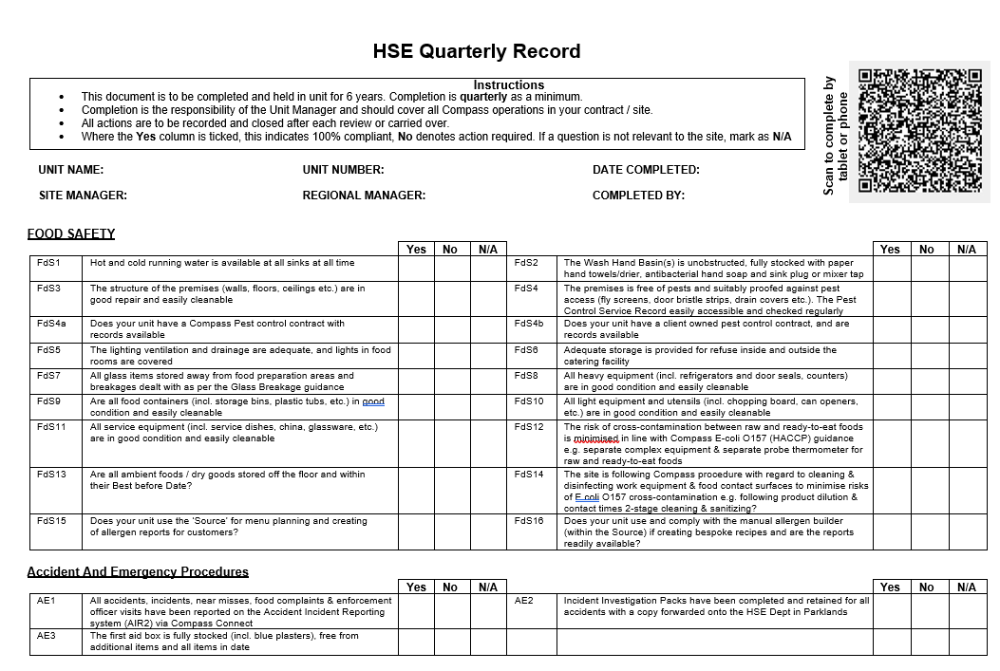 HSE Quarterly Record
Instructions
• This document is to be completed and held in unit for 6 years. Completion is quarterly as a minimum.
• Completion is the responsibility of the Unit Manager and should cover all Compass operations in your contract / site.
• All actions are to be recorded and closed after each review or carried over.
• Where the Yes column is ticked, this indicates 100% compliant, No denotes action required. If a question is not relevant to the site, mark as N/A
Scan to complete by
tablet or phone
UNIT NAME: UNIT NUMBER: DATE COMPLETED:
SITE MANAGER: REGIONAL MANAGER: COMPLETED BY:
FOOD SAFETY
Yes No N/A Yes No N/A
FdS1 Hot and cold running water is available at all sinks at all time
FdS2 The Wash Hand Basin(s) is unobstructed, fully stocked with paper
hand towels/drier, antibacterial hand soap and sink plug or mixer tap
FdS3 The structure of the premises (walls, floors, ceilings etc.) are in
good repair and easily cleanable
FdS4 The premises is free of pests and suitably proofed against pest
access (fly screens, door bristle strips, drain covers etc.). The Pest
Control Service Record easily accessible and checked regularly
FdS4a Does your unit have a Compass Pest control contract with
records available
FdS4b Does your unit have a client owned pest control contract, and are
records available
FdS5 The lighting ventilation and drainage are adequate, and lights in food
rooms are covered
FdS6 Adequate storage is provided for refuse inside and outside the
catering facility
FdS7 All glass items stored away from food preparation areas and
breakages dealt with as per the Glass Breakage guidance
FdS8 All heavy equipment (incl. refrigerators and door seals, counters)
are in good condition and easily cleanable
FdS9 Are all food containers (incl. storage bins, plastic tubs, etc.) in good
condition and easily cleanable
FdS10 All light equipment and utensils (incl. chopping board, can openers,
etc.) are in good condition and easily cleanable
FdS11 All service equipment (incl. service dishes, china, glassware, etc.)
are in good condition and easily cleanable
FdS12 The risk of cross-contamination between raw and ready-to-eat foods
is minimised in line with Compass E-coli O157 (HACCP) guidance
e.g. separate complex equipment & separate probe thermometer for
raw and ready-to-eat foods
FdS13 Are all ambient foods / dry goods stored off the floor and within
their Best before Date?
FdS14 The site is following Compass procedure with regard to cleaning &
disinfecting work equipment & food contact surfaces to minimise risks
of E.coli O157 cross-contamination e.g. following product dilution &
contact times 2-stage cleaning & sanitizing?
FdS15 Does your unit use the 'Source' for menu planning and creating
of allergen reports for customers?
FdS16 Does your unit use and comply with the manual allergen builder
(within the Source) if creating bespoke recipes and are the reports
readily available?
Accident And Emergency Procedures
Yes No N/A Yes No N/A
AE1 All accidents, incidents, near misses, food complaints & enforcement
officer visits have been reported on the Accident Incident Reporting
system (AIR2) via Compass Connect
AE2 Incident Investigation Packs have been completed and retained for all
accidents with a copy forwarded onto the HSE Dept in Parklands
AE3 The first aid box is fully stocked (incl. blue plasters), free from
additional items and all items in date